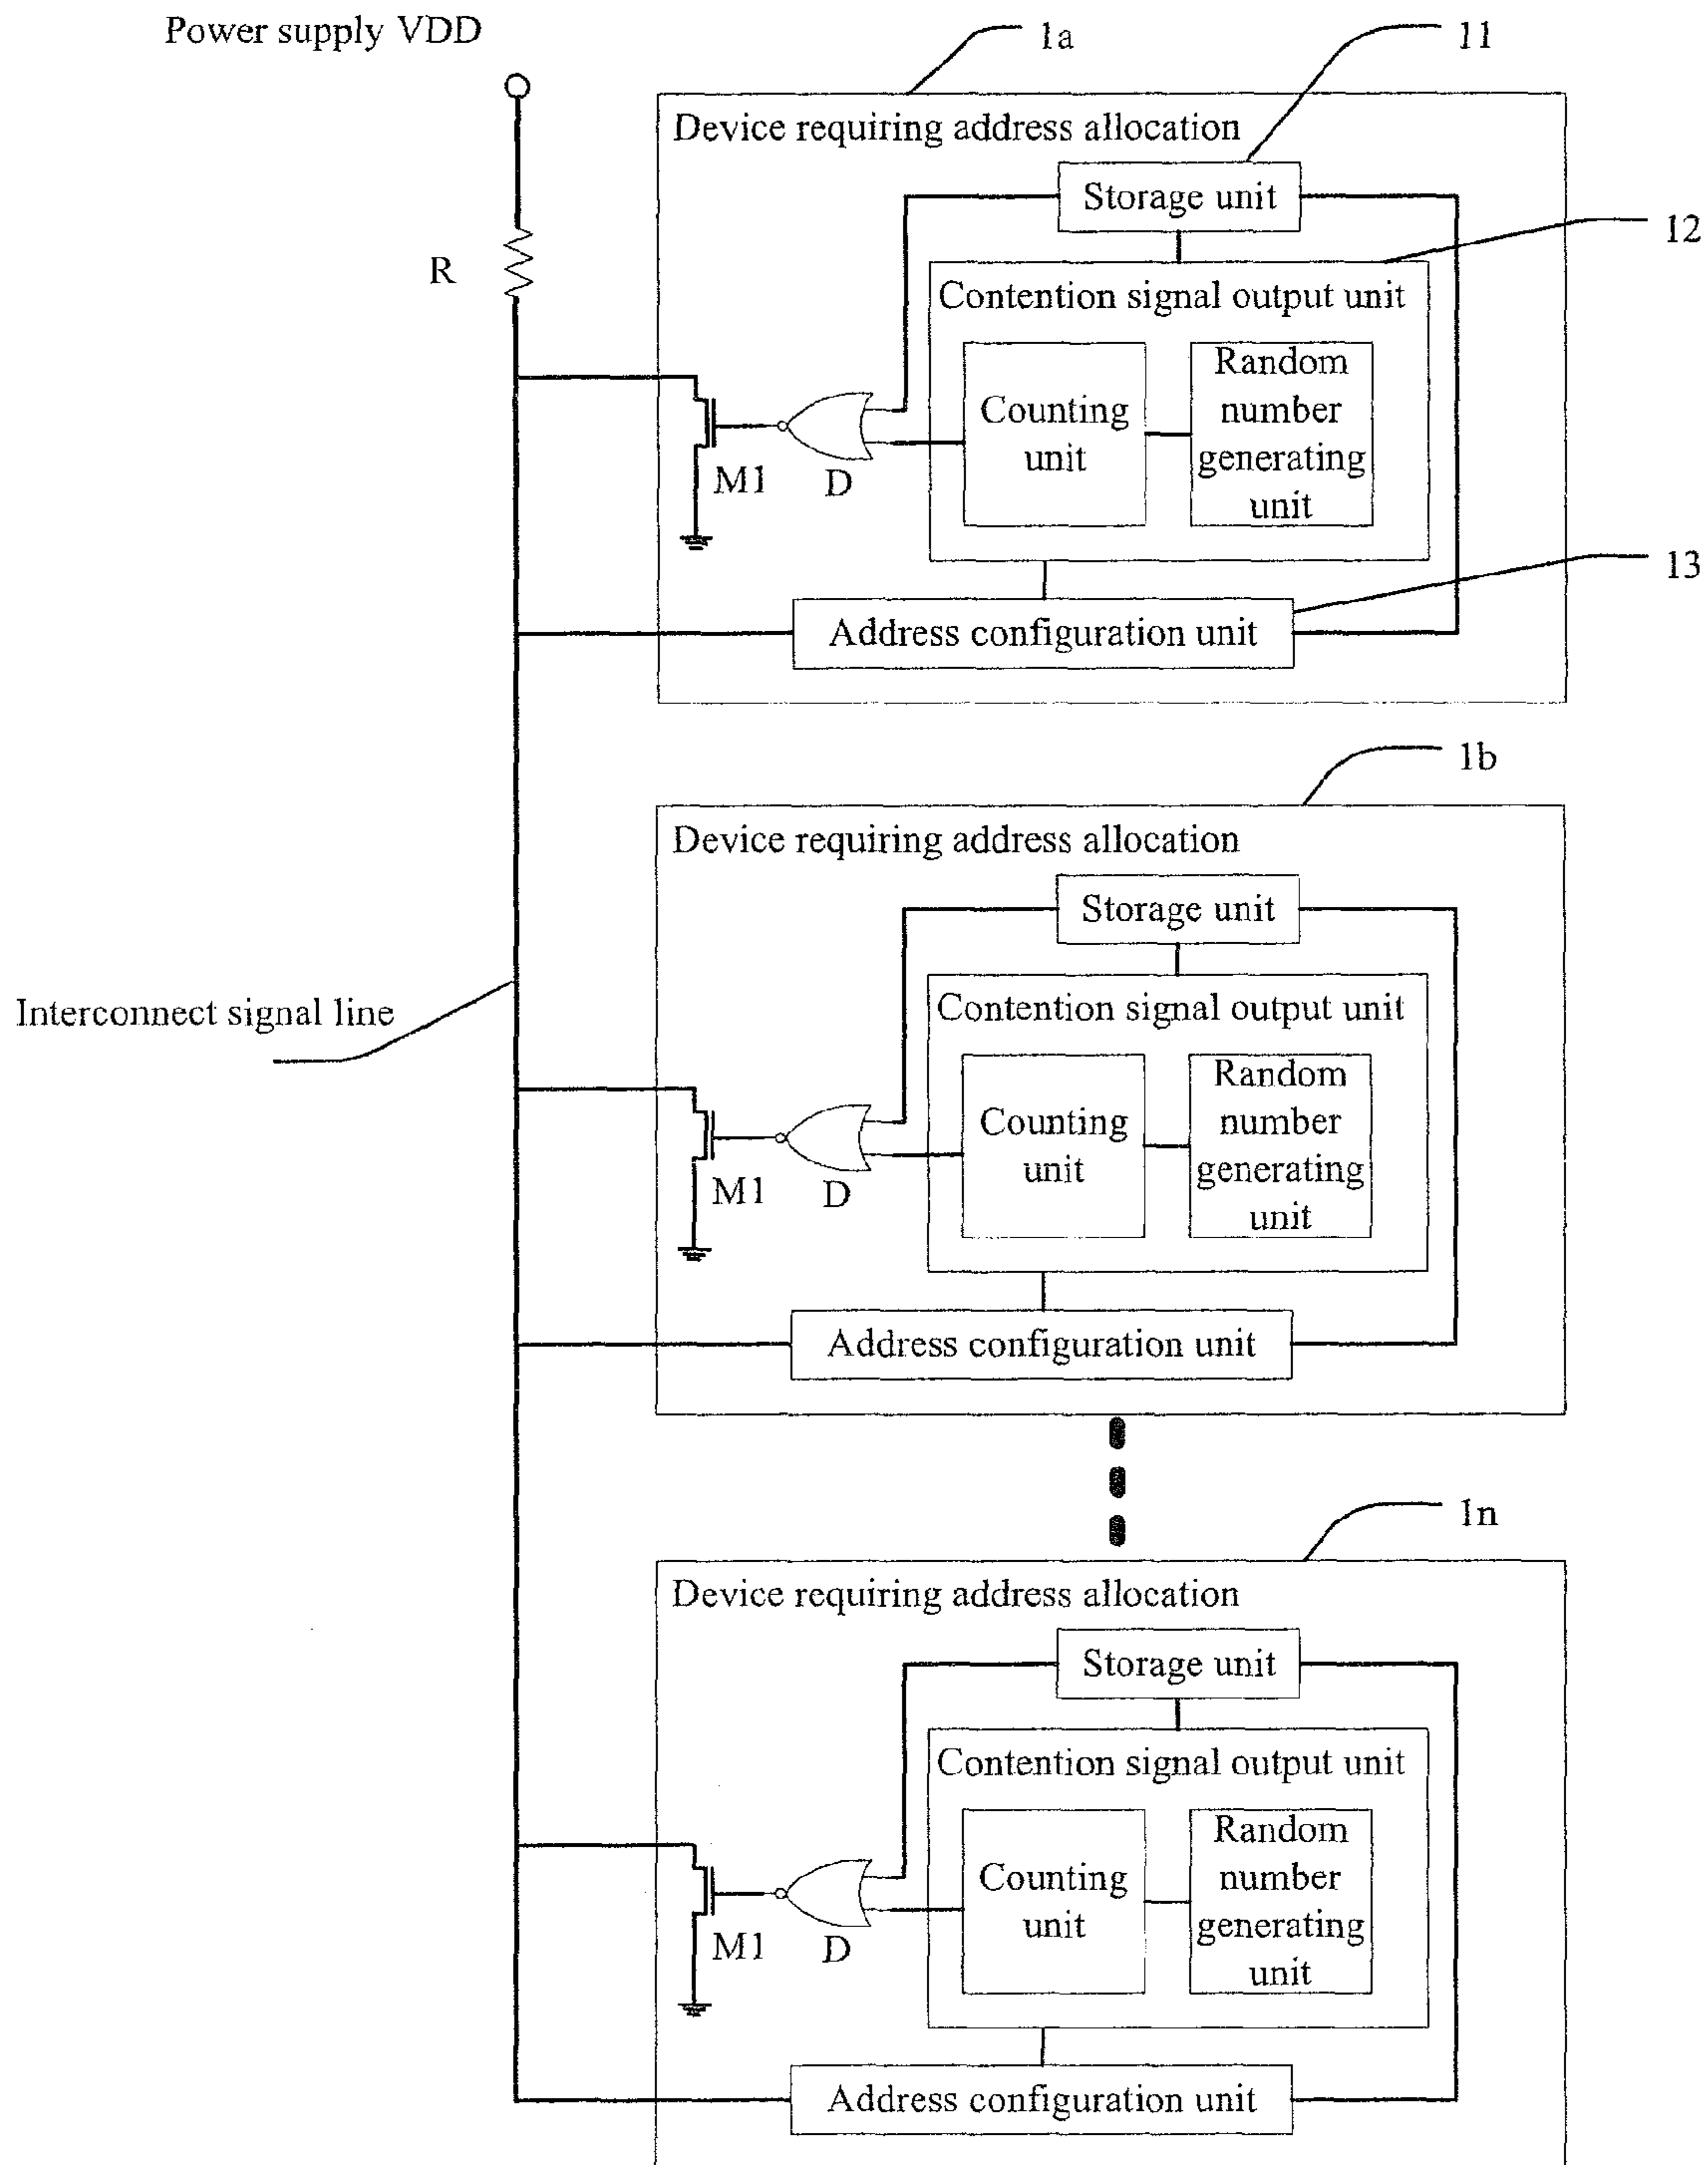 Power supply VDD
1a
11
Device requiring address allocation
Storage unit
12
R
Contention signal output unit
Counting
unit
Random
number
generating
unit
M1
D
13
Address configuration unit
1b
Device requiring address allocation
Storage unit
Interconnect signal line
Contention signal output unit
Counting
unit
Random
number
generating
unit
M1
D
Address configuration unit
1n
Device requiring address allocation
Storage unit
Contention signal output unit
Counting
unit
Random
number
generating
unit
M1
D
Address configuration unit